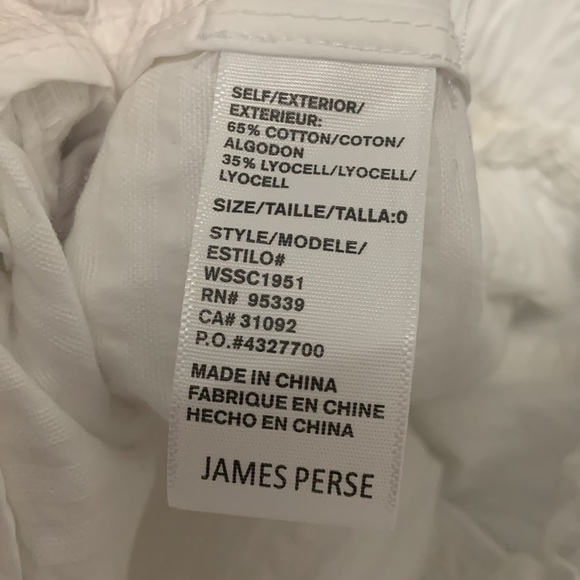 SELF/EXTERIOR/
EXTERIEUR:
65% COTTON/COTON/
ALGODON
35% LYOCELL/LYOCELL/
LYOCELL
SIZE/TAILLE/TALLA:0
STYLE/MODELE/
ESTILO#
WSSC1951
RN# 95339
CA# 31092
P.O.#4327700
MADE IN CHINA
FABRIQUE EN CHINE
HECHO EN CHINA
JAMES PERSE